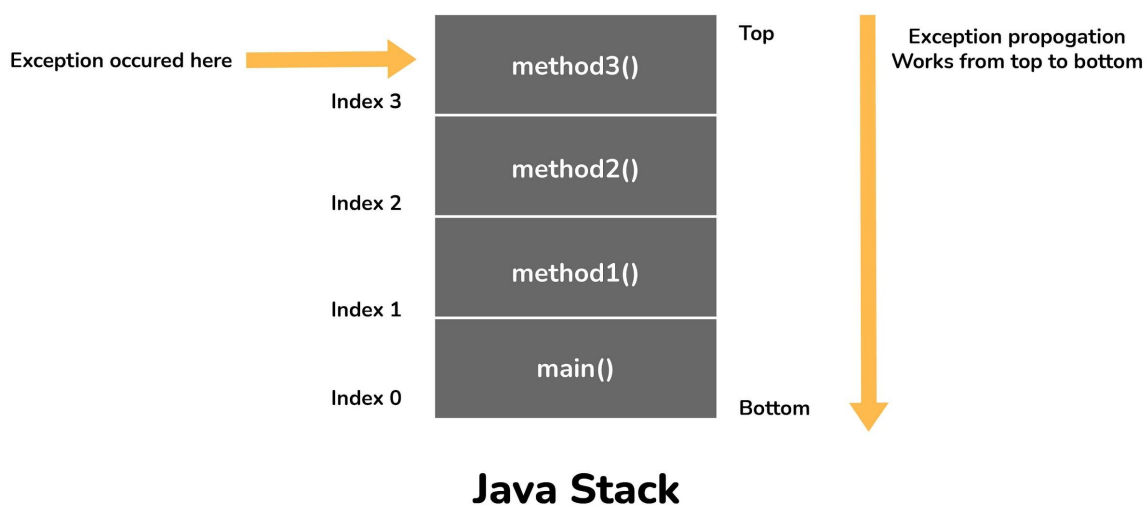 Exception occured here
Index 3
Index 2
Index 1
Index 0
method3()
method2()
method1()
main()
Top
Bottom
Exception propogation
Works from top to bottom
Java Stack